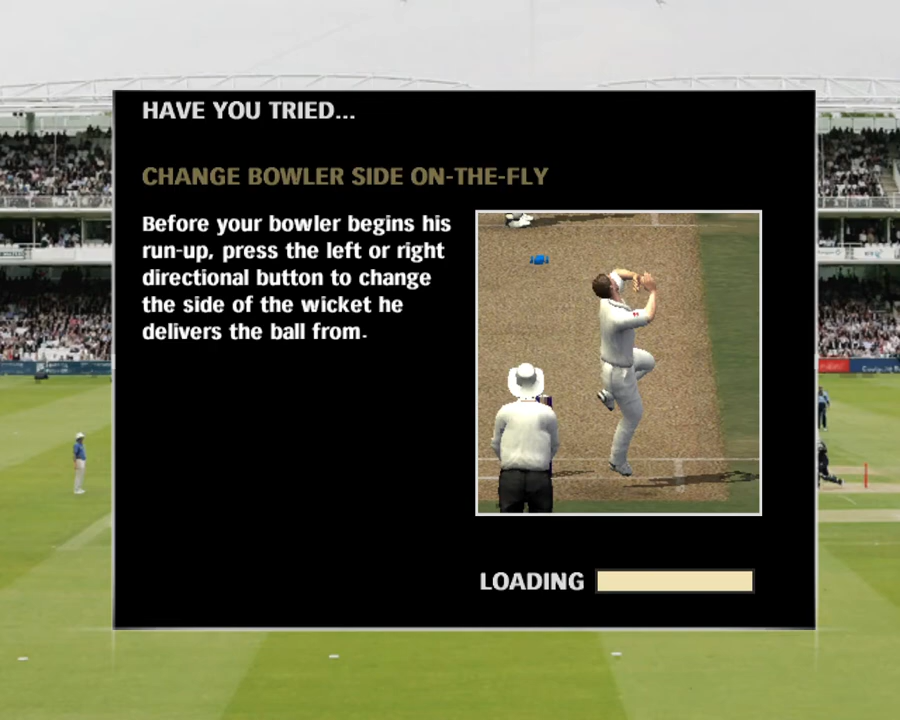 HAVE YOU TRIED...
CHANGE BOWLER SIDE ON-THE-FLY
Before your bowler begins his
run-up, press the left or right
directional button to change
the side of the wicket he
delivers the ball from.
LOADING